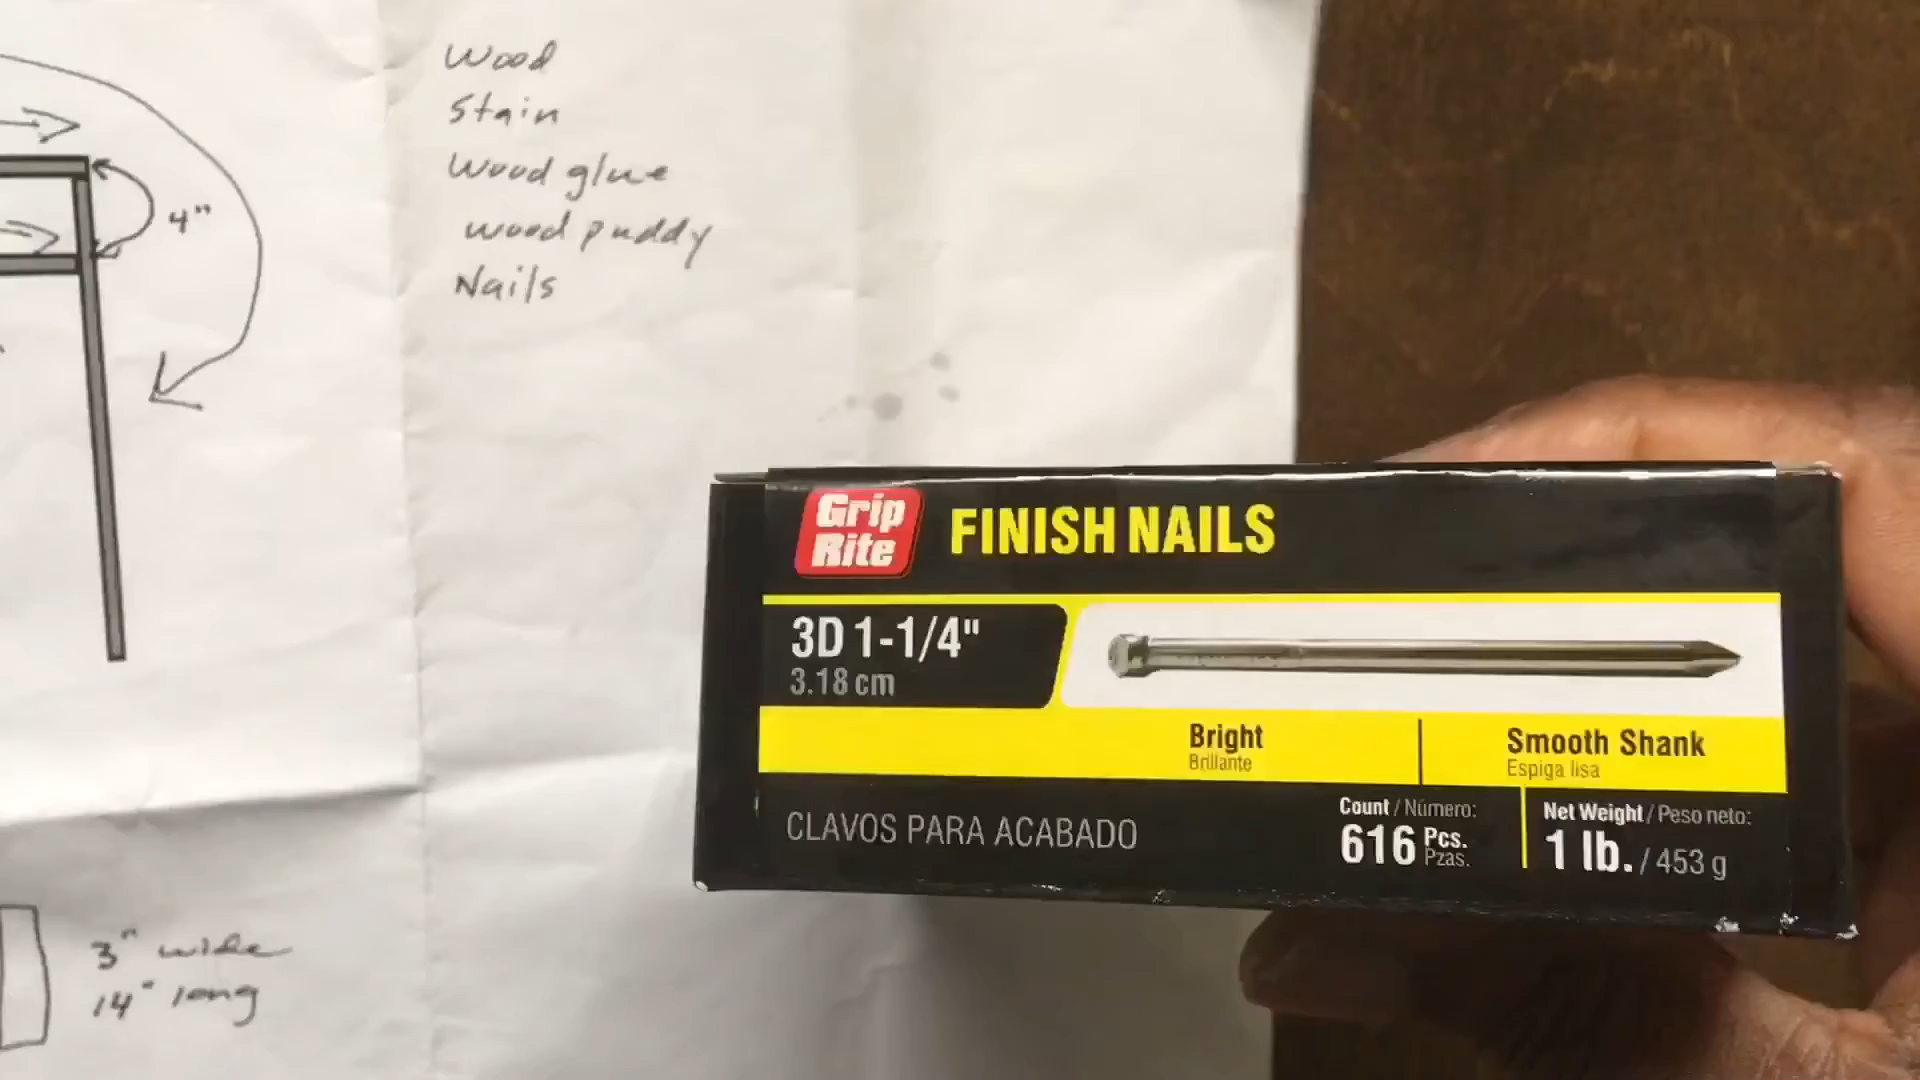 Wood
Stain
Wood glue
wood puddy
Nails
4"
3" wide
14" long
Grip Rite
FINISH NAILS
3D 1-1/4"
3.18 cm
Bright
Brillante
Smooth Shank
Espiga lisa
CLAVOS PARA ACABADO
Count / Número:
616 Pcs.
Pzas.
Net Weight / Peso neto:
1 lb. / 453 g